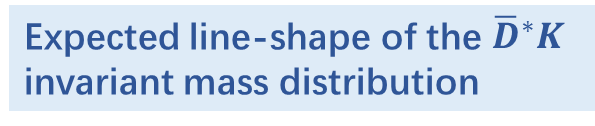 Expected line-shape of the D̅*K
invariant mass distribution